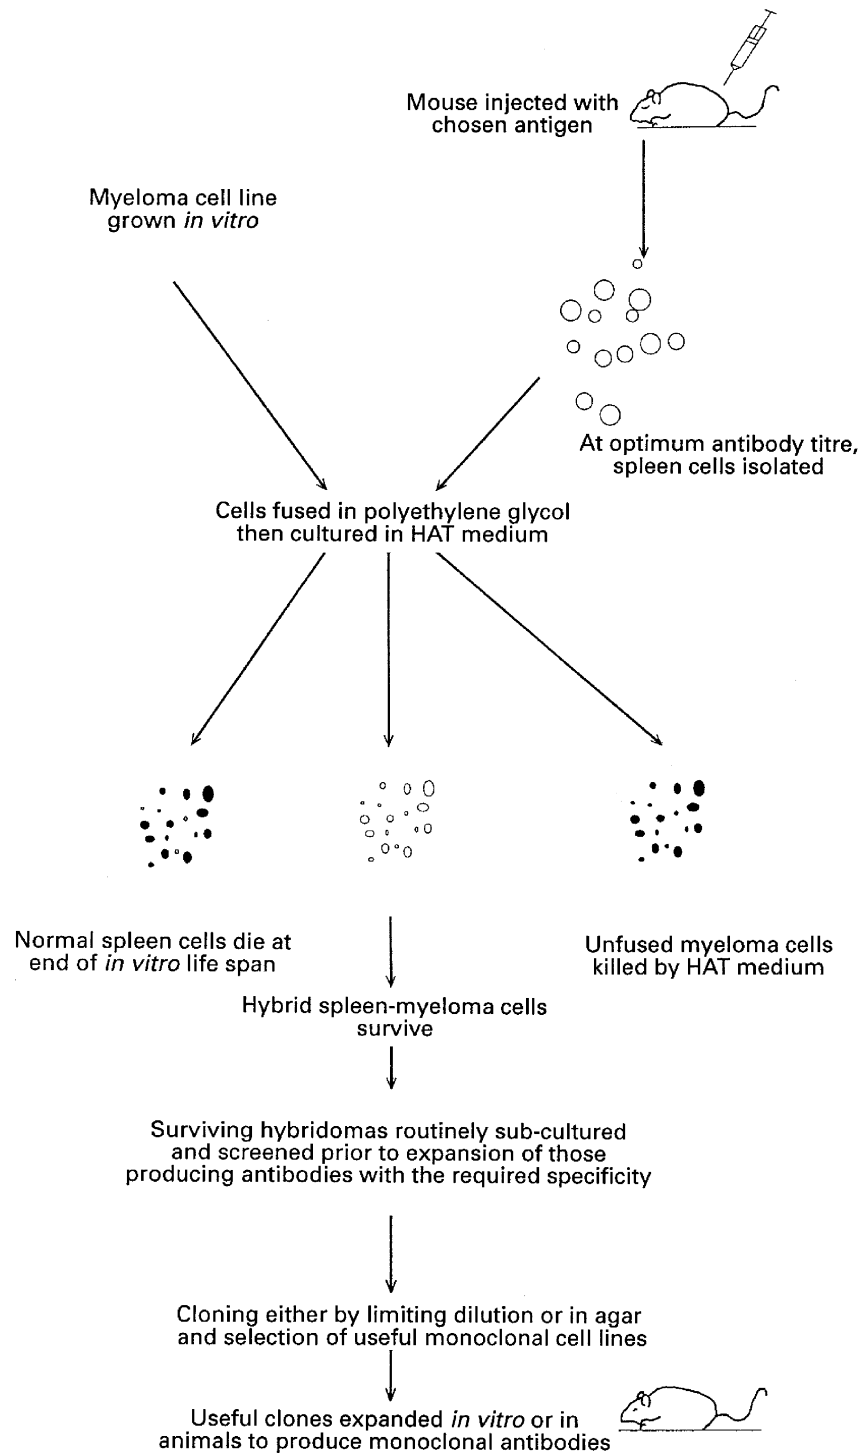 Mouse injected with
chosen antigen
Myeloma cell line
grown in vitro
At optimum antibody titre,
spleen cells isolated
Cells fused in polyethylene glycol
then cultured in HAT medium
Normal spleen cells die at
end of in vitro life span
Unfused myeloma cells
killed by HAT medium
Hybrid spleen-myeloma cells
survive
Surviving hybridomas routinely sub-cultured
and screened prior to expansion of those
producing antibodies with the required specificity
Cloning either by limiting dilution or in agar
and selection of useful monoclonal cell lines
Useful clones expanded in vitro or in
animals to produce monoclonal antibodies